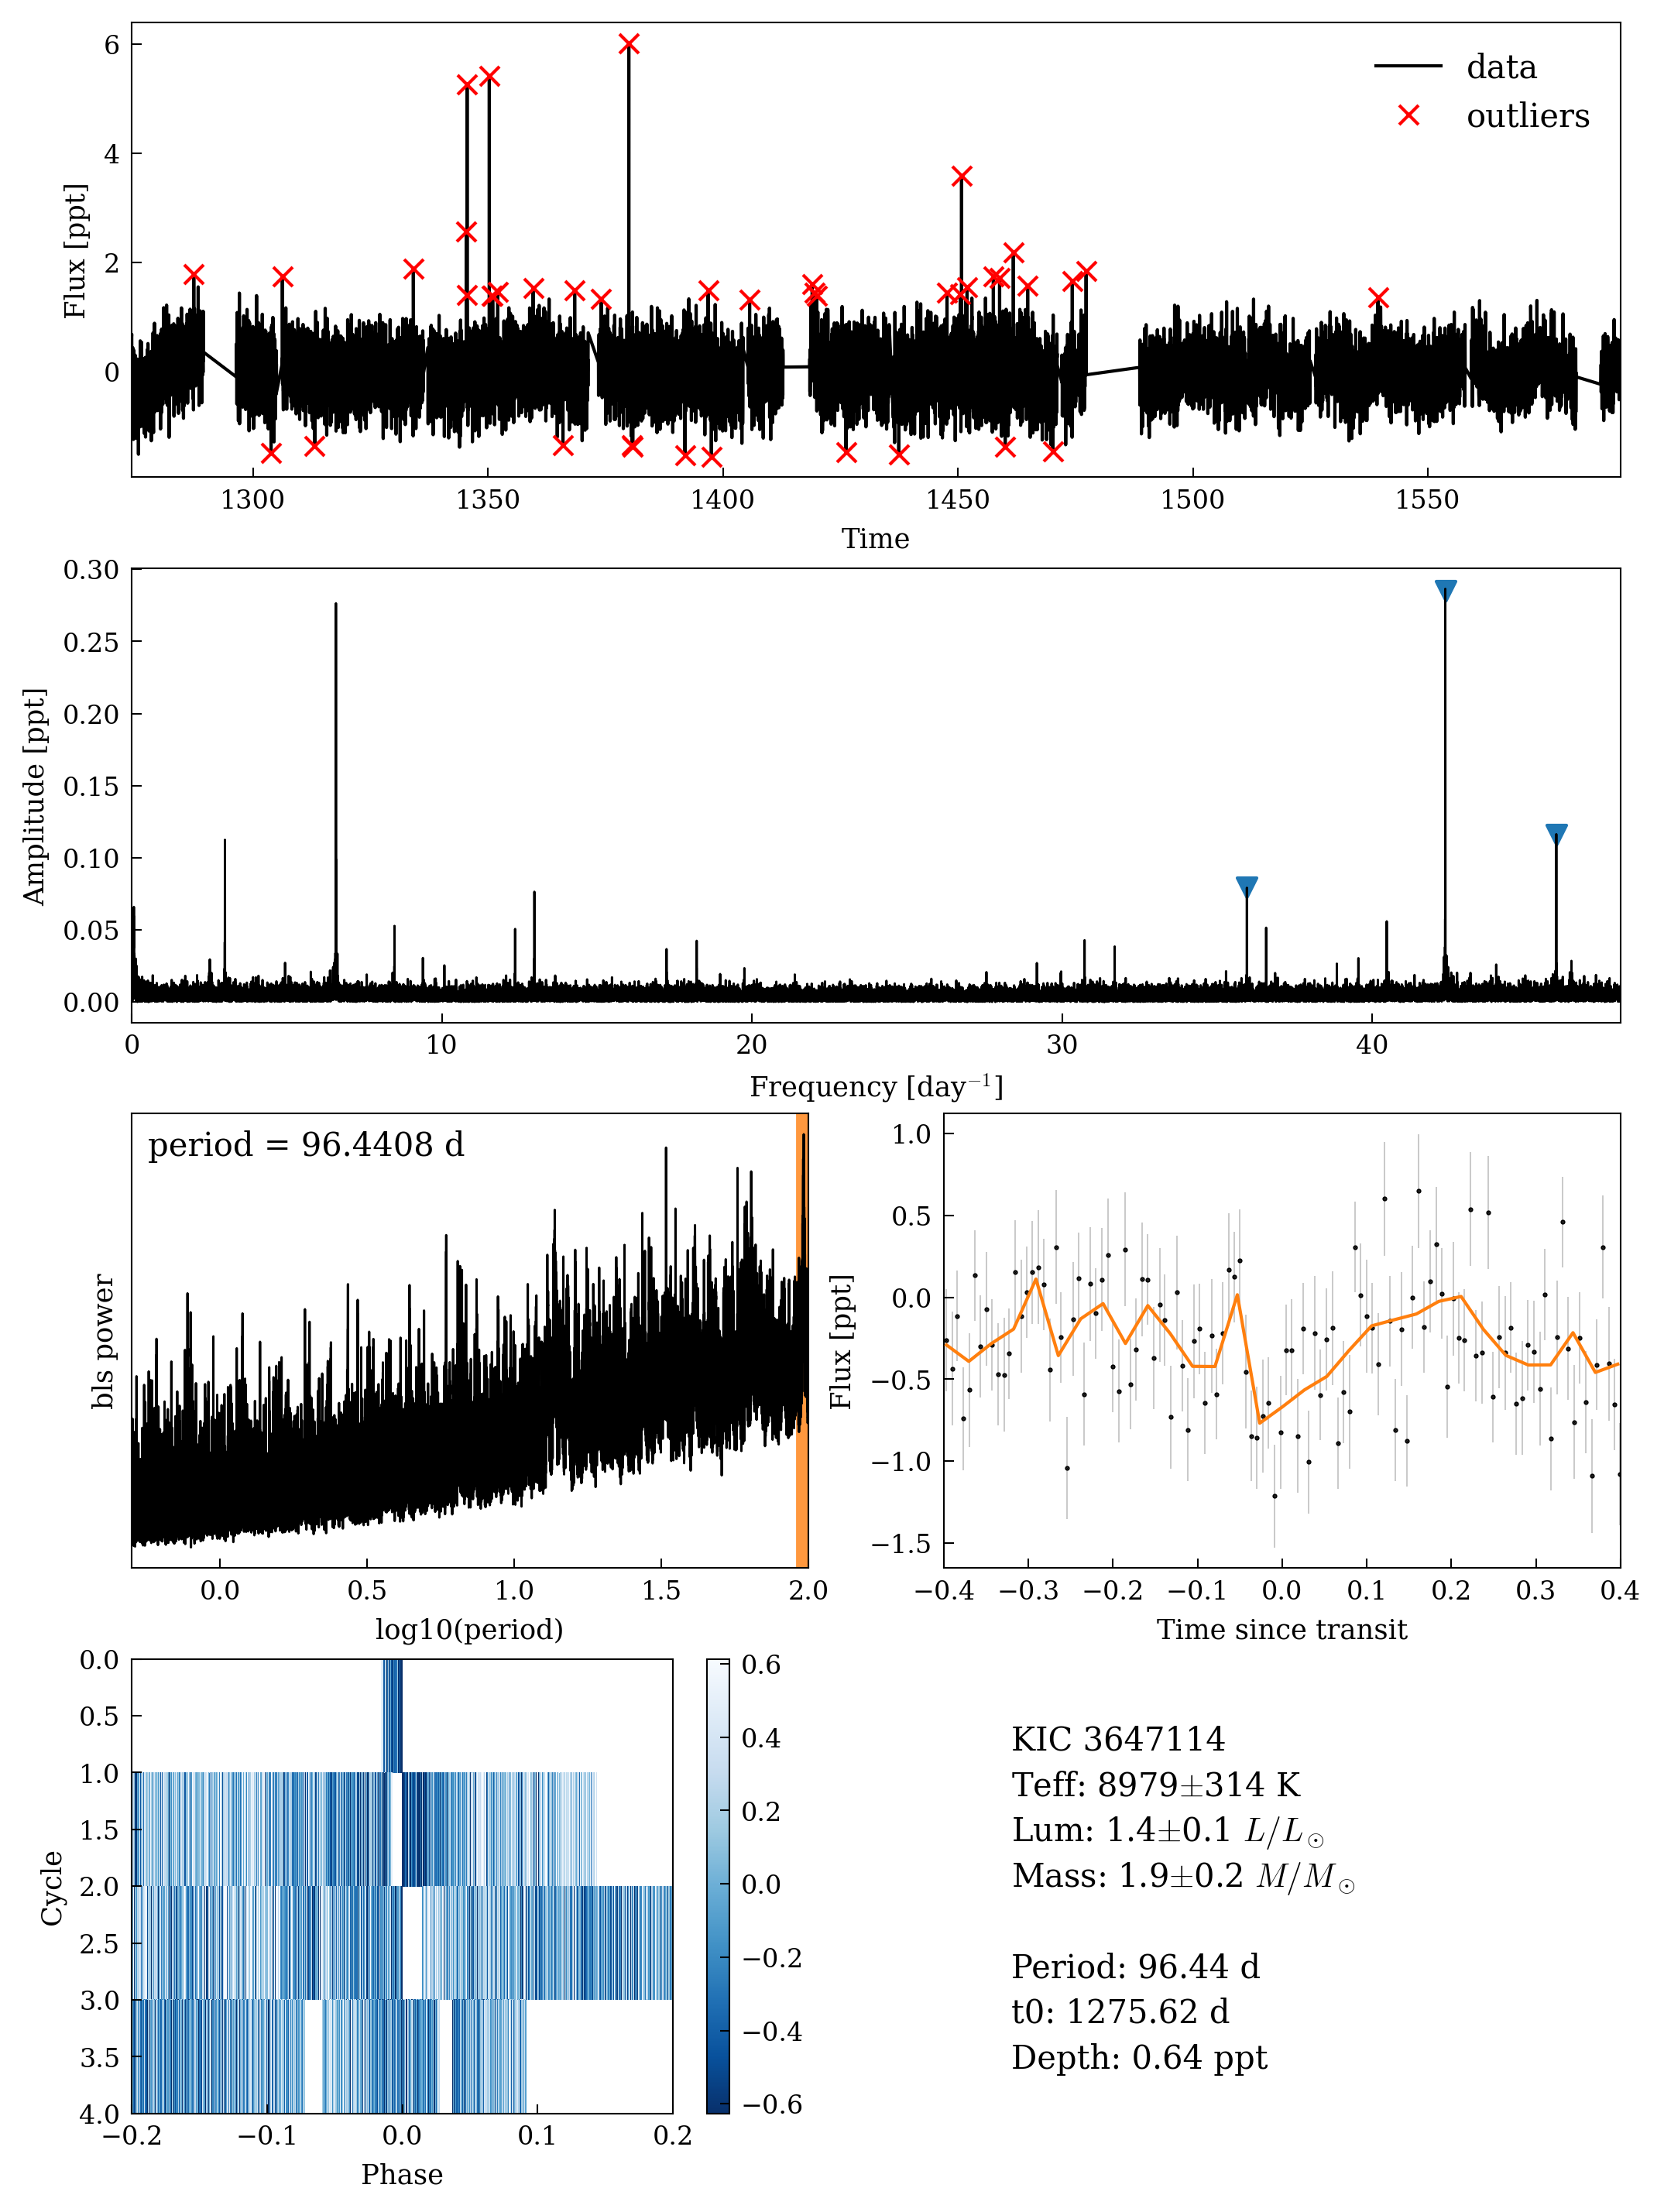 6
4
2
0
Flux [ppt]
data
outliers
1300 1350 1400 1450 1500 1550
Time
0.30
0.25
0.20
0.15
0.10
0.05
0.00
Amplitude [ppt]
0 10 20 30 40
Frequency [day⁻¹]
period = 96.4408 d
bls power
0.0 0.5 1.0 1.5 2.0
log10(period)
1.0
0.5
0.0
−0.5
−1.0
−1.5
Flux [ppt]
−0.4 −0.3 −0.2 −0.1 0.0 0.1 0.2 0.3 0.4
Time since transit
0.0
0.5
1.0
1.5
2.0
2.5
3.0
3.5
4.0
Cycle
−0.2 −0.1 0.0 0.1 0.2
Phase
0.6
0.4
0.2
0.0
−0.2
−0.4
−0.6
KIC 3647114
Teff: 8979±314 K
Lum: 1.4±0.1 L/L☉
Mass: 1.9±0.2 M/M☉
Period: 96.44 d
t0: 1275.62 d
Depth: 0.64 ppt